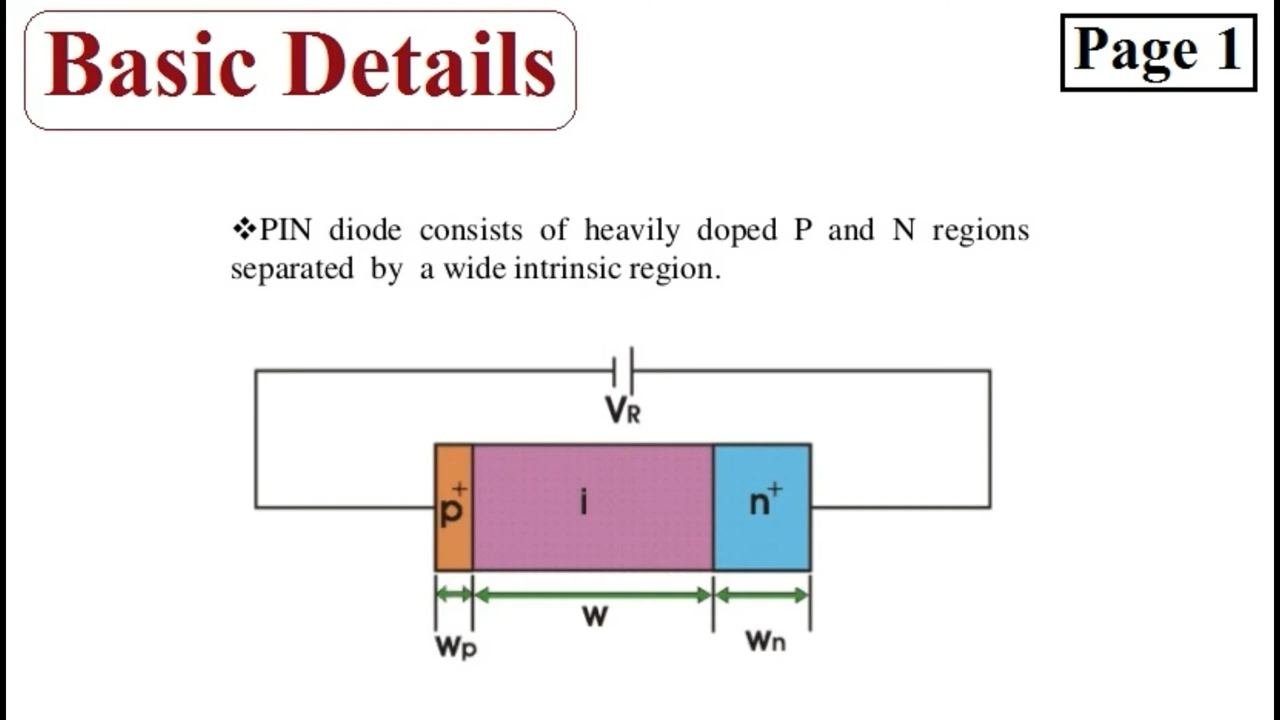 Basic Details
Page 1
❖PIN diode consists of heavily doped P and N regions
separated by a wide intrinsic region.
VR
p+
i
n+
w
wp
wn